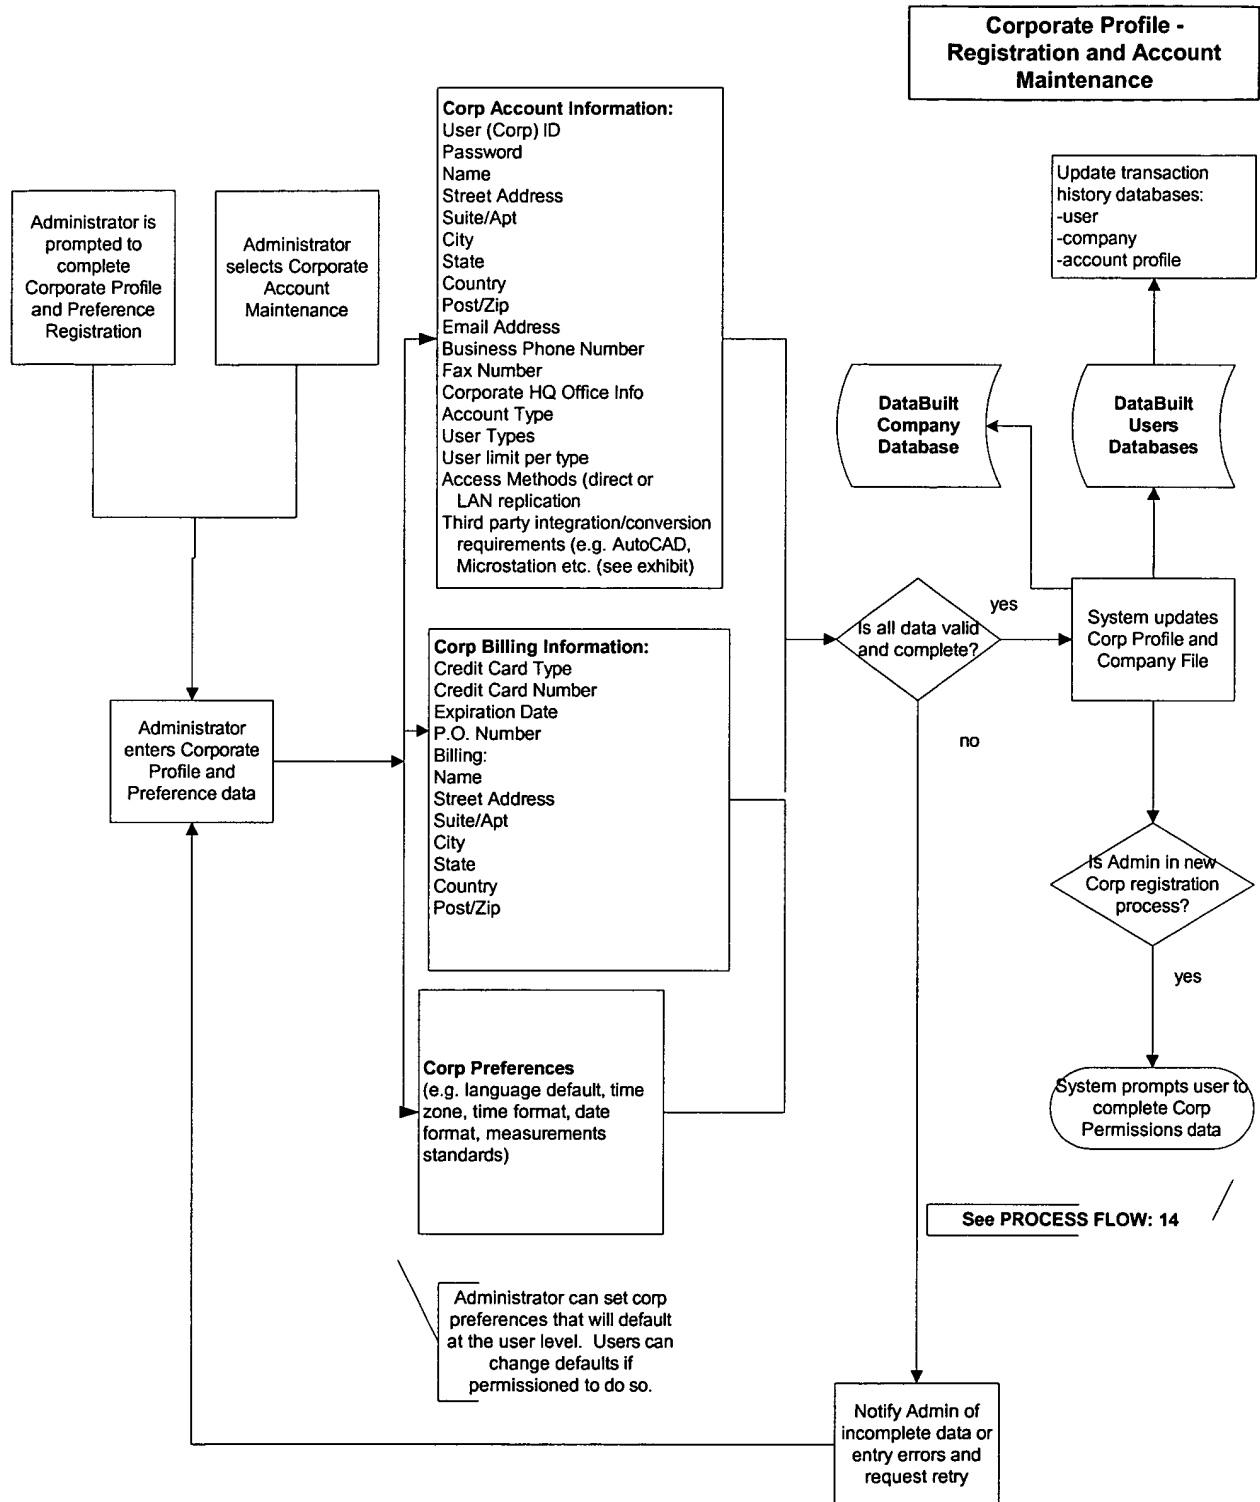 Corporate Profile -
Registration and Account
Maintenance
Administrator is
prompted to
complete
Corporate Profile
and Preference
Registration
Administrator
selects Corporate
Account
Maintenance
Corp Account Information:
User (Corp) ID
Password
Name
Street Address
Suite/Apt
City
State
Country
Post/Zip
Email Address
Business Phone Number
Fax Number
Corporate HQ Office Info
Account Type
User Types
User limit per type
Access Methods (direct or
LAN replication
Third party integration/conversion
requirements (e.g. AutoCAD,
Microstation etc. (see exhibit)
Update transaction
history databases:
-user
-company
-account profile
DataBuilt
Company
Database
DataBuilt
Users
Databases
Administrator
enters Corporate
Profile and
Preference data
Corp Billing Information:
Credit Card Type
Credit Card Number
Expiration Date
P.O. Number
Billing:
Name
Street Address
Suite/Apt
City
State
Country
Post/Zip
Is all data valid
and complete?
yes
no
System updates
Corp Profile and
Company File
Is Admin in new
Corp registration
process?
yes
System prompts user to
complete Corp
Permissions data
See PROCESS FLOW: 14
Corp Preferences
(e.g. language default, time
zone, time format, date
format, measurements
standards)
Administrator can set corp
preferences that will default
at the user level.  Users can
change defaults if
permissioned to do so.
Notify Admin of
incomplete data or
entry errors and
request retry